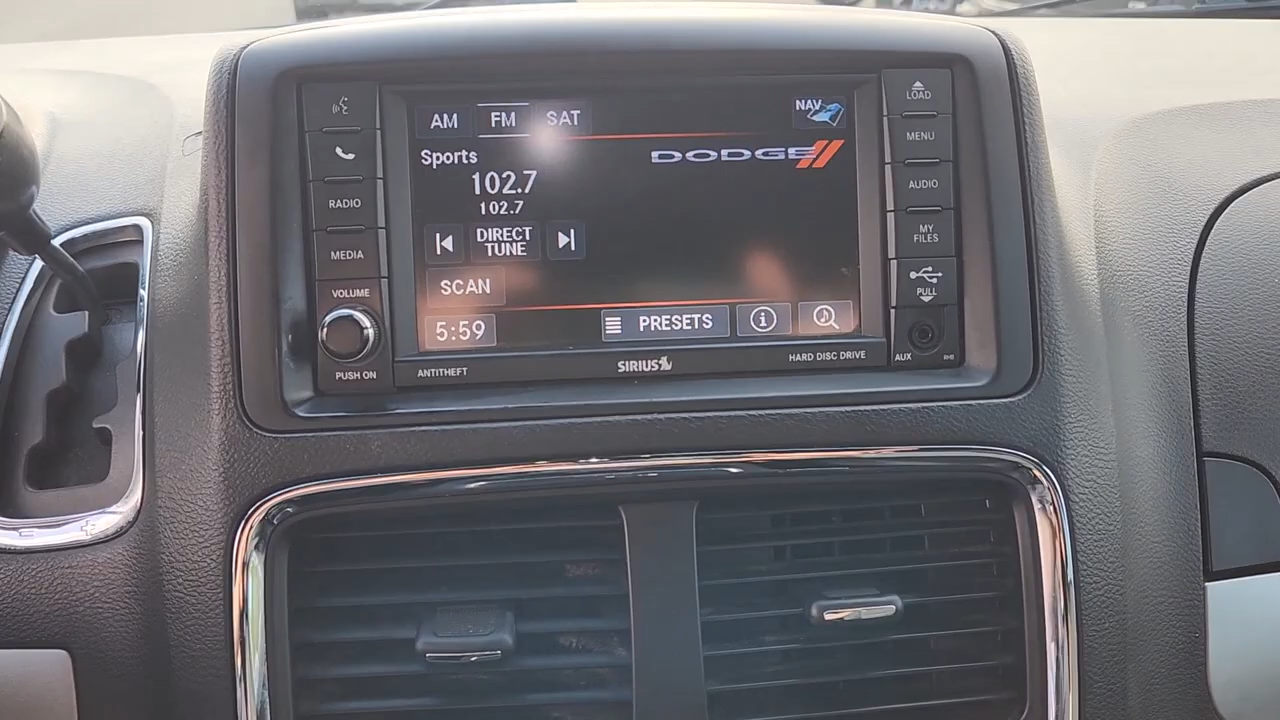 AM FM SAT NAV
Sports
DODGE
102.7
102.7
DIRECT
TUNE
SCAN
5:59
PRESETS
RADIO
MEDIA
VOLUME
PUSH ON
ANTITHEFT
SIRIUS
HARD DISC DRIVE
LOAD
MENU
AUDIO
MY
FILES
PULL
AUX
RHB